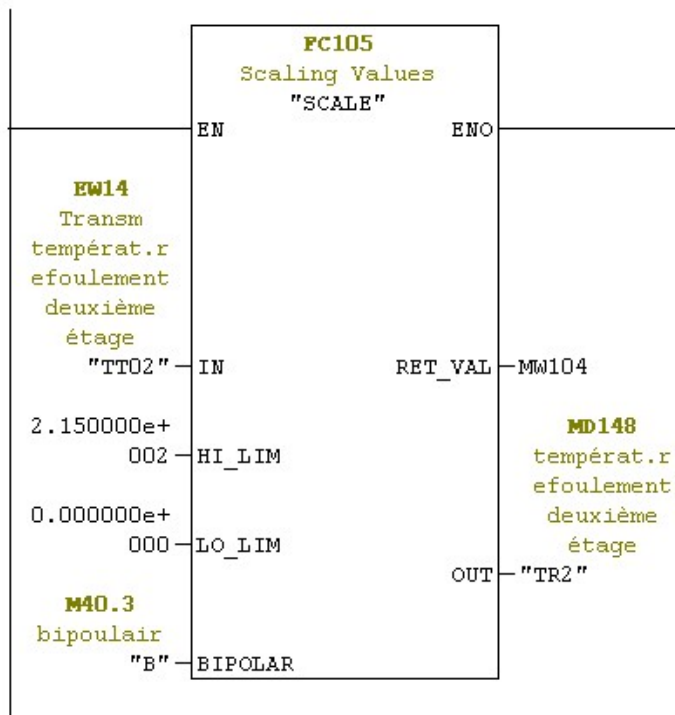 FC105
Scaling Values
"SCALE"
EN ENO
EW14
Transm
températ.r
efoulement
deuxième
étage
"TT02" IN RET_VAL MW104
2.150000e+
002 HI_LIM
MD148
températ.r
efoulement
deuxième
étage
0.000000e+
000 LO_LIM
OUT "TR2"
M40.3
bipoulair
"B" BIPOLAR